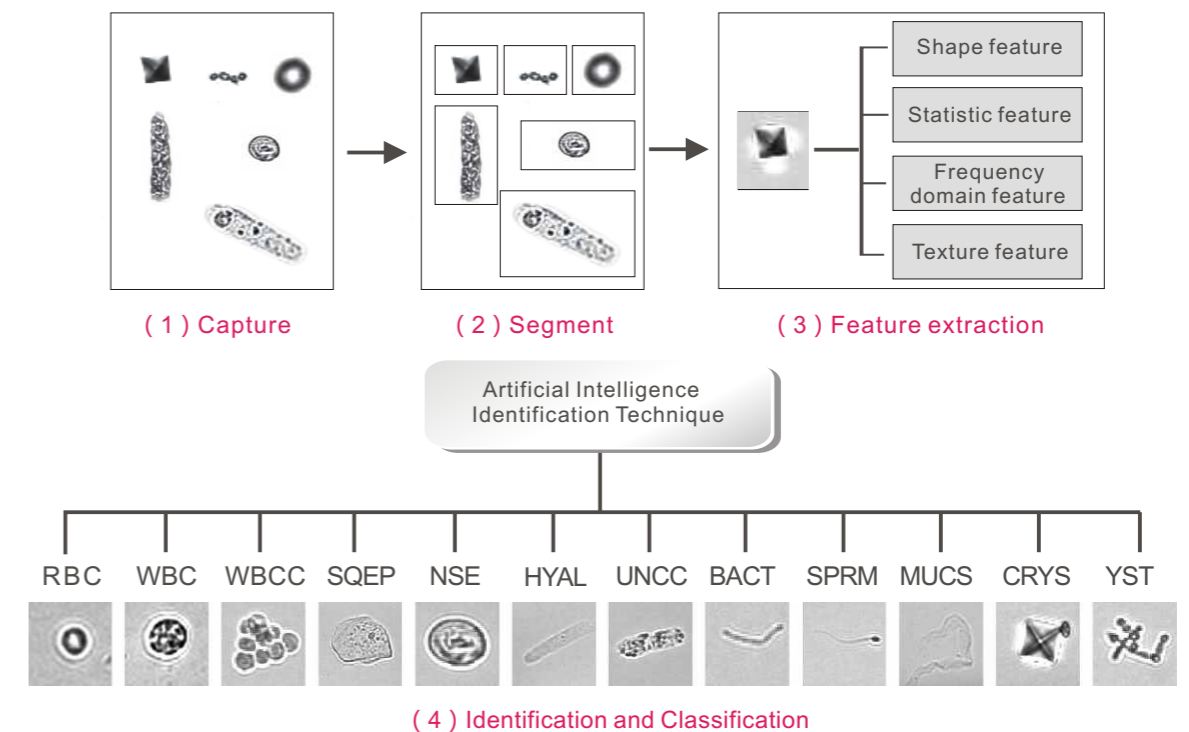 Shape feature
Statistic feature
Frequency
domain feature
Texture feature
( 1 ) Capture
( 2 ) Segment
( 3 ) Feature extraction
Artificial Intelligence
Identification Technique
RBC WBC WBCC SQEP NSE HYAL UNCC BACT SPRM MUCS CRYS YST
( 4 ) Identification and Classification